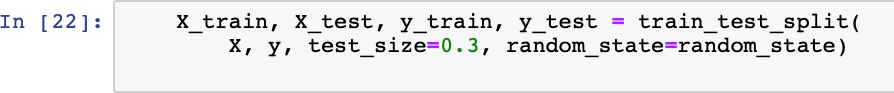 In [22]: X_train, X_test, y_train, y_test = train_test_split(
X, y, test_size=0.3, random_state=random_state)